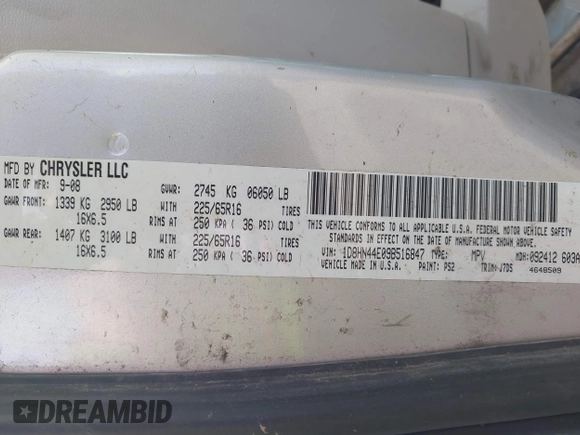 MFD BY CHRYSLER LLC
DATE OF MFR: 9-08 GVWR: 2745 KG 06050 LB
GAWR FRONT: 1339 KG 2950 LB WITH 225/65R16 TIRES
16X6.5 RIMS AT 250 KPA ( 36 PSI) COLD
GAWR REAR: 1407 KG 3100 LB WITH 225/65R16 TIRES
16X6.5 RIMS AT 250 KPA ( 36 PSI) COLD
THIS VEHICLE CONFORMS TO ALL APPLICABLE U.S.A. FEDERAL MOTOR VEHICLE SAFETY
STANDARDS IN EFFECT ON THE DATE OF MANUFACTURE SHOWN ABOVE.
VIN: 1D8HN44E09B516847 TYPE: MPV MDH: 092412 603A
VEHICLE MADE IN U.S.A. PAINT: PS2 TRIM: J7DS 4648509
DREAMBID